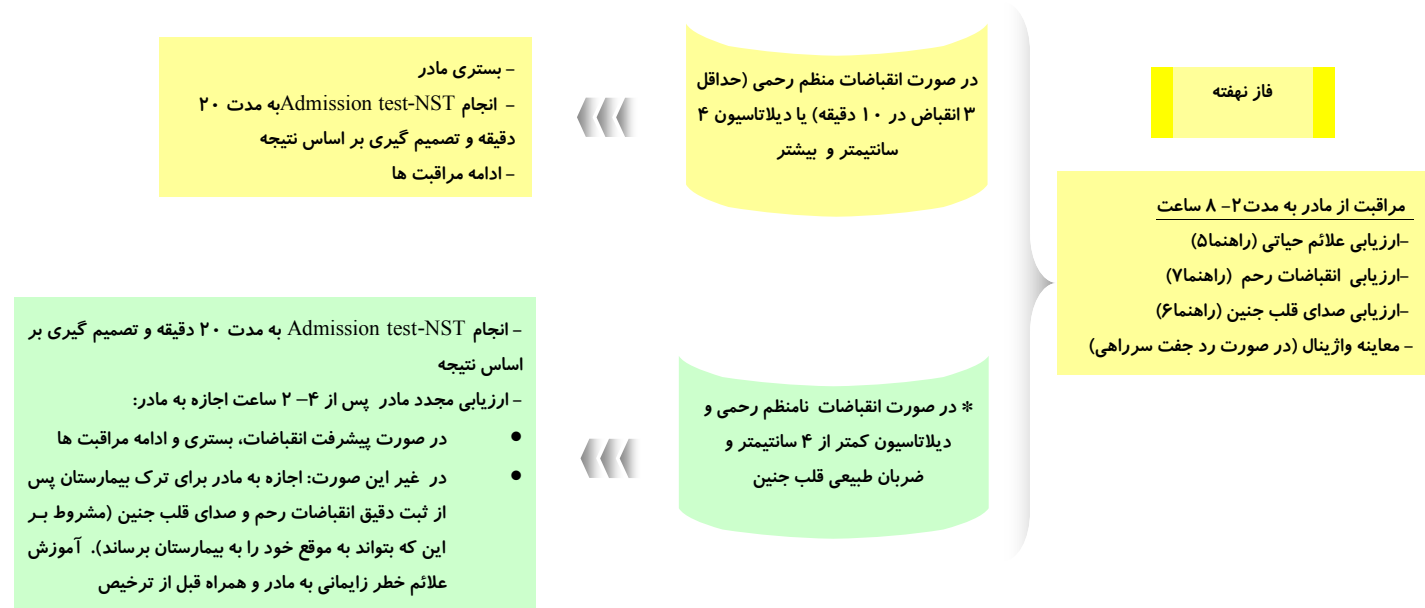 فاز نهفته
مراقبت از مادر به مدت۲- ۸ ساعت
-ارزیابی علائم حیاتی (راهنما۵)
-ارزیابی انقباضات رحم (راهنما۷)
-ارزیابی صدای قلب جنین (راهنما۶)
- معاینه واژینال (در صورت رد جفت سرراهی)
در صورت انقباضات منظم رحمی (حداقل
۳ انقباض در ۱۰ دقیقه) یا دیلاتاسیون ۴
سانتیمتر و بیشتر
- بستری مادر
- انجام Admission test-NSTبه مدت ۲۰
دقیقه و تصمیم گیری بر اساس نتیجه
- ادامه مراقبت ها
* در صورت انقباضات نامنظم رحمی و
دیلاتاسیون کمتر از ۴ سانتیمتر و
ضربان طبیعی قلب جنین
- انجام Admission test-NST به مدت ۲۰ دقیقه و تصمیم گیری بر
اساس نتیجه
- ارزیابی مجدد مادر پس از ۴– ۲ ساعت اجازه به مادر:
● در صورت پیشرفت انقباضات، بستری و ادامه مراقبت ها
● در غیر این صورت: اجازه به مادر برای ترک بیمارستان پس
از ثبت دقیق انقباضات رحم و صدای قلب جنین (مشروط بـر
این که بتواند به موقع خود را به بیمارستان برساند). آموزش
علائم خطر زایمانی به مادر و همراه قبل از ترخیص